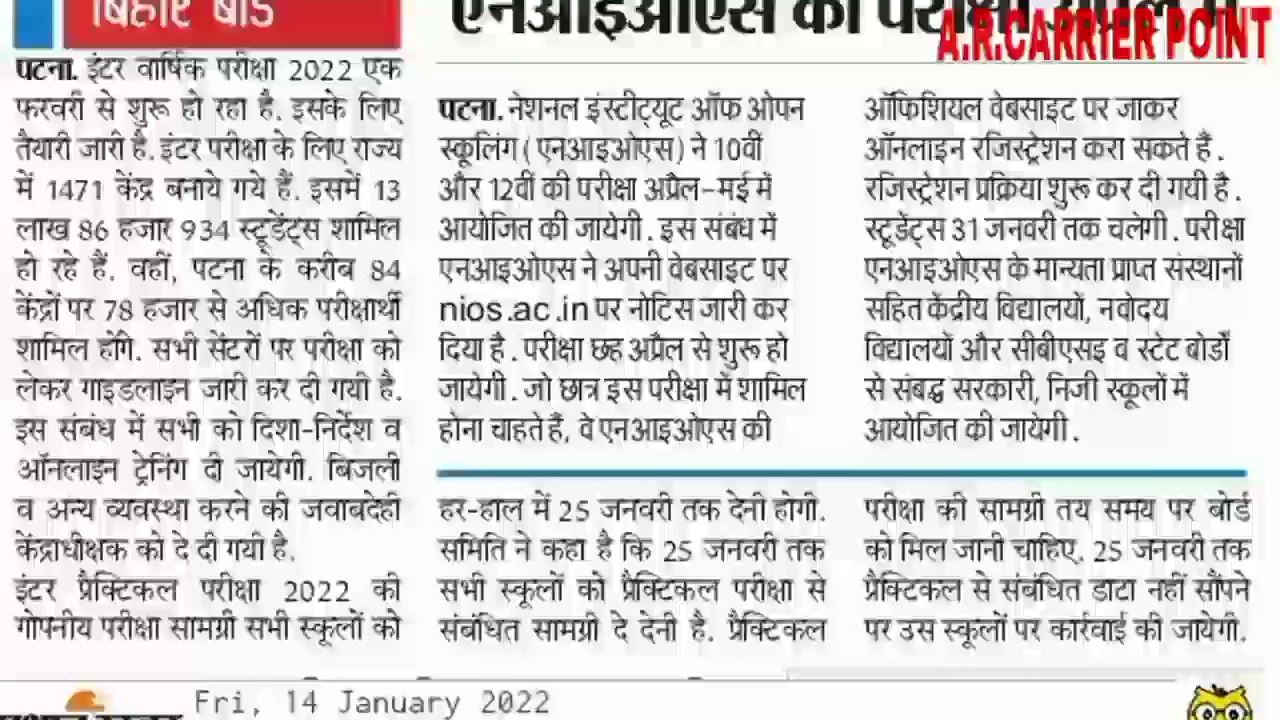 बिहार बोर्ड
पटना. इंटर वार्षिक परीक्षा 2022 एक
फरवरी से शुरू हो रहा है. इसके लिए
तैयारी जारी है. इंटर परीक्षा के लिए राज्य
में 1471 केंद्र बनाये गये हैं. इसमें 13
लाख 86 हजार 934 स्टूडेंट्स शामिल
हो रहे हैं. वहीं, पटना के करीब 84
केंद्रों पर 78 हजार से अधिक परीक्षार्थी
शामिल होंगे. सभी सेंटरों पर परीक्षा को
लेकर गाइडलाइन जारी कर दी गयी है.
इस संबंध में सभी को दिशा-निर्देश व
ऑनलाइन ट्रेनिंग दी जायेगी. बिजली
व अन्य व्यवस्था करने की जवाबदेही
केंद्राधीक्षक को दे दी गयी है.
इंटर प्रैक्टिकल परीक्षा 2022 की
गोपनीय परीक्षा सामग्री सभी स्कूलों को
हर-हाल में 25 जनवरी तक देनी होगी.
समिति ने कहा है कि 25 जनवरी तक
सभी स्कूलों को प्रैक्टिकल परीक्षा से
संबंधित सामग्री दे देनी है. प्रैक्टिकल
परीक्षा की सामग्री तय समय पर बोर्ड
को मिल जानी चाहिए. 25 जनवरी तक
प्रैक्टिकल से संबंधित डाटा नहीं सौंपने
पर उस स्कूलों पर कार्रवाई की जायेगी.
एनआइओएस की परीक्षा अप्रैल में
A.R.CARRIER POINT
पटना. नेशनल इंस्टीट्यूट ऑफ ओपन
स्कूलिंग (एनआइओएस) ने 10वीं
और 12वीं की परीक्षा अप्रैल-मई में
आयोजित की जायेगी. इस संबंध में
एनआइओएस ने अपनी वेबसाइट पर
nios.ac.in पर नोटिस जारी कर
दिया है. परीक्षा छह अप्रैल से शुरू हो
जायेगी. जो छात्र इस परीक्षा में शामिल
होना चाहते हैं, वे एनआइओएस की
ऑफिशियल वेबसाइट पर जाकर
ऑनलाइन रजिस्ट्रेशन करा सकते हैं.
रजिस्ट्रेशन प्रक्रिया शुरू कर दी गयी है.
स्टूडेंट्स 31 जनवरी तक चलेगी. परीक्षा
एनआइओएस के मान्यता प्राप्त संस्थानों
सहित केंद्रीय विद्यालयों, नवोदय
विद्यालयों और सीबीएसइ व स्टेट बोर्डों
से संबद्ध सरकारी, निजी स्कूलों में
आयोजित की जायेगी.
Fri, 14 January 2022